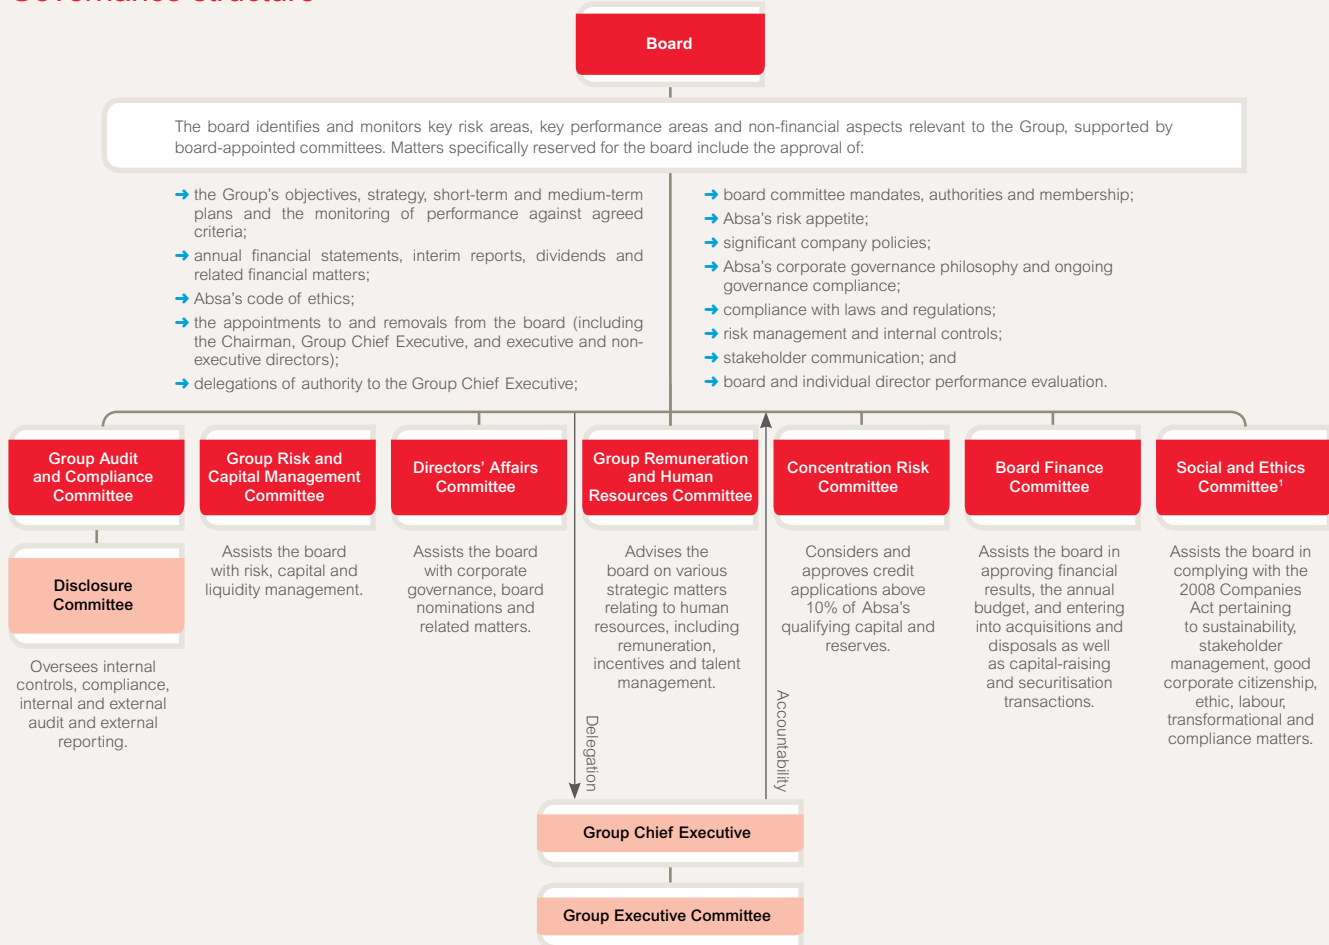 Governance structure
Board
The board identifies and monitors key risk areas, key performance areas and non-financial aspects relevant to the Group, supported by
board-appointed committees. Matters specifically reserved for the board include the approval of:
➜ the Group's objectives, strategy, short-term and medium-term
plans and the monitoring of performance against agreed
criteria;
➜ annual financial statements, interim reports, dividends and
related financial matters;
➜ Absa's code of ethics;
➜ the appointments to and removals from the board (including
the Chairman, Group Chief Executive, and executive and non-
executive directors);
➜ delegations of authority to the Group Chief Executive;
➜ board committee mandates, authorities and membership;
➜ Absa's risk appetite;
➜ significant company policies;
➜ Absa's corporate governance philosophy and ongoing
governance compliance;
➜ compliance with laws and regulations;
➜ risk management and internal controls;
➜ stakeholder communication; and
➜ board and individual director performance evaluation.
Group Audit
and Compliance
Committee
Disclosure
Committee
Oversees internal
controls, compliance,
internal and external
audit and external
reporting.
Group Risk and
Capital Management
Committee
Assists the board
with risk, capital and
liquidity management.
Directors' Affairs
Committee
Assists the board
with corporate
governance, board
nominations and
related matters.
Group Remuneration
and Human
Resources Committee
Advises the
board on various
strategic matters
relating to human
resources, including
remuneration,
incentives and talent
management.
Concentration Risk
Committee
Considers and
approves credit
applications above
10% of Absa's
qualifying capital and
reserves.
Board Finance
Committee
Assists the board in
approving financial
results, the annual
budget, and entering
into acquisitions and
disposals as well
as capital-raising
and securitisation
transactions.
Social and Ethics
Committee¹
Assists the board in
complying with the
2008 Companies
Act pertaining
to sustainability,
stakeholder
management, good
corporate citizenship,
ethic, labour,
transformational and
compliance matters.
Delegation
Accountability
Group Chief Executive
Group Executive Committee